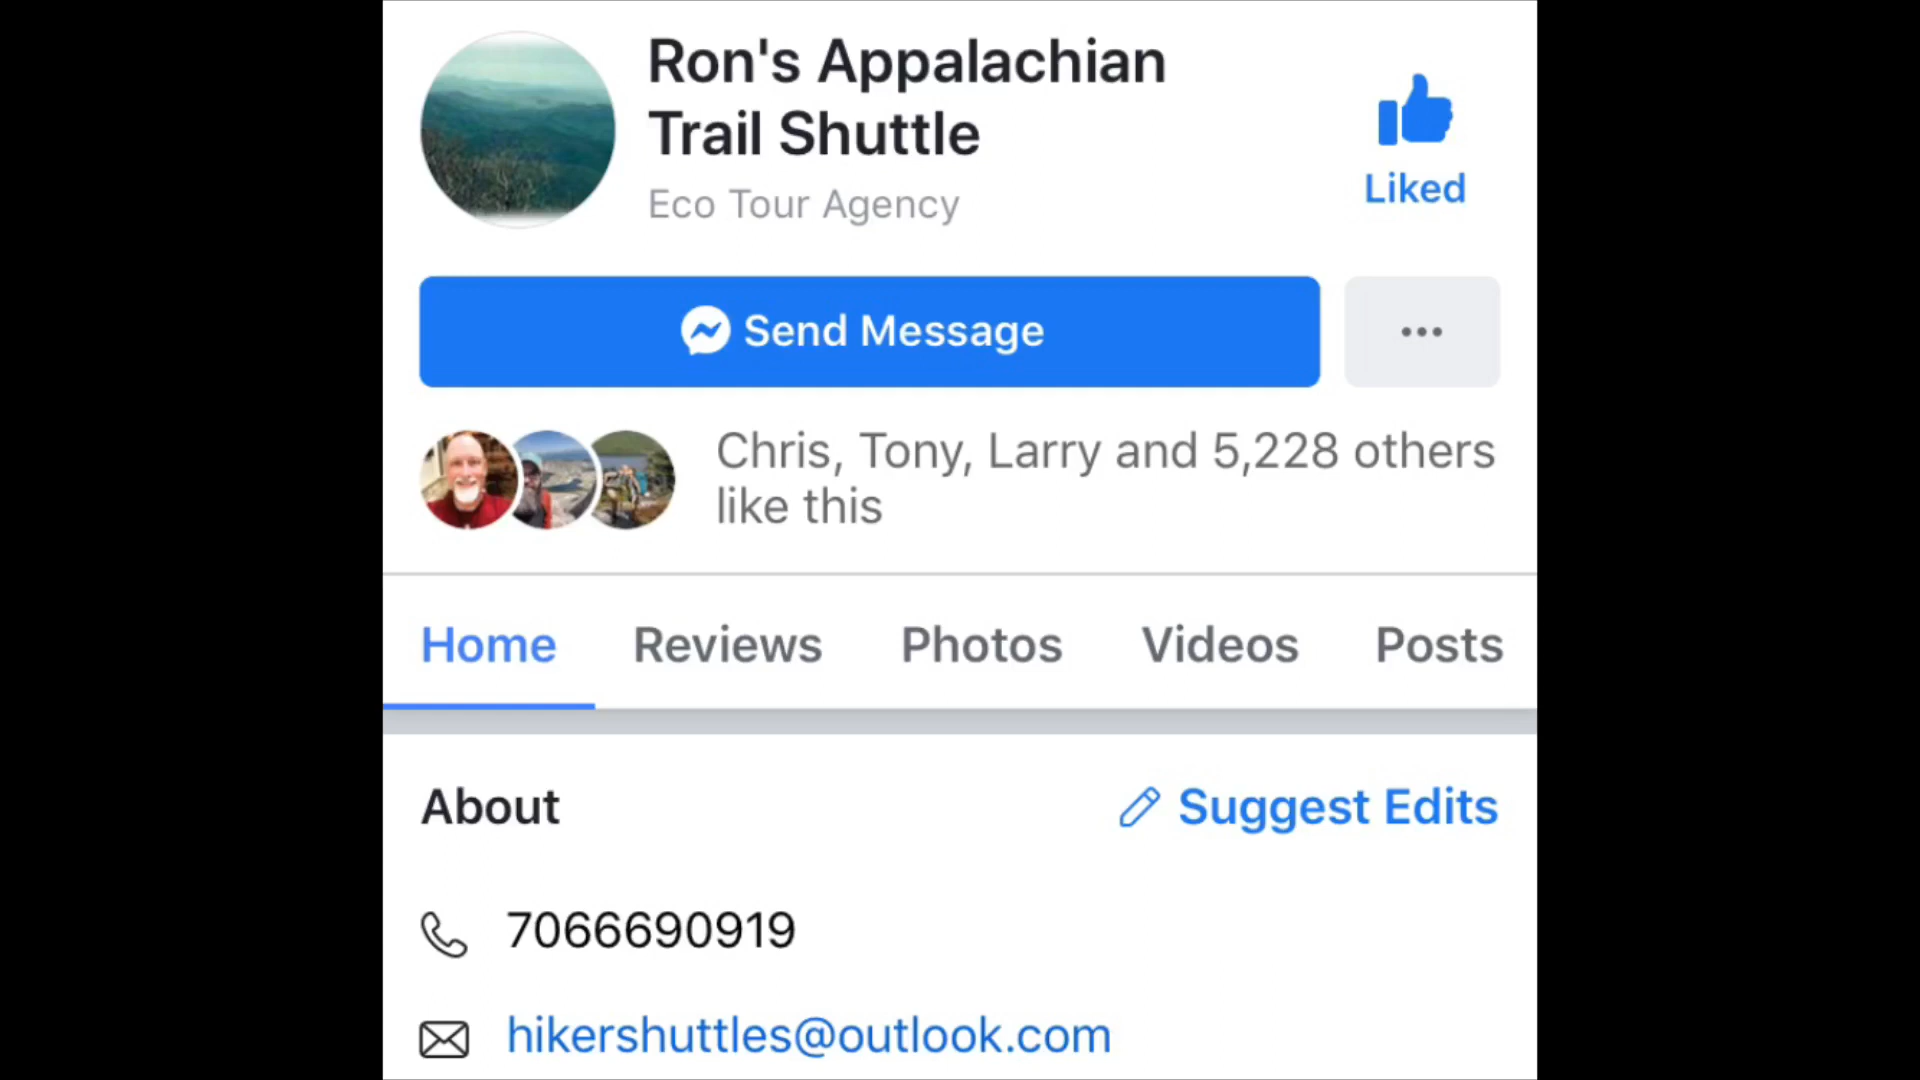 Ron's Appalachian
Trail Shuttle
Eco Tour Agency
Liked
Send Message
Chris, Tony, Larry and 5,228 others
like this
Home Reviews Photos Videos Posts
About Suggest Edits
7066690919
hikershuttles@outlook.com